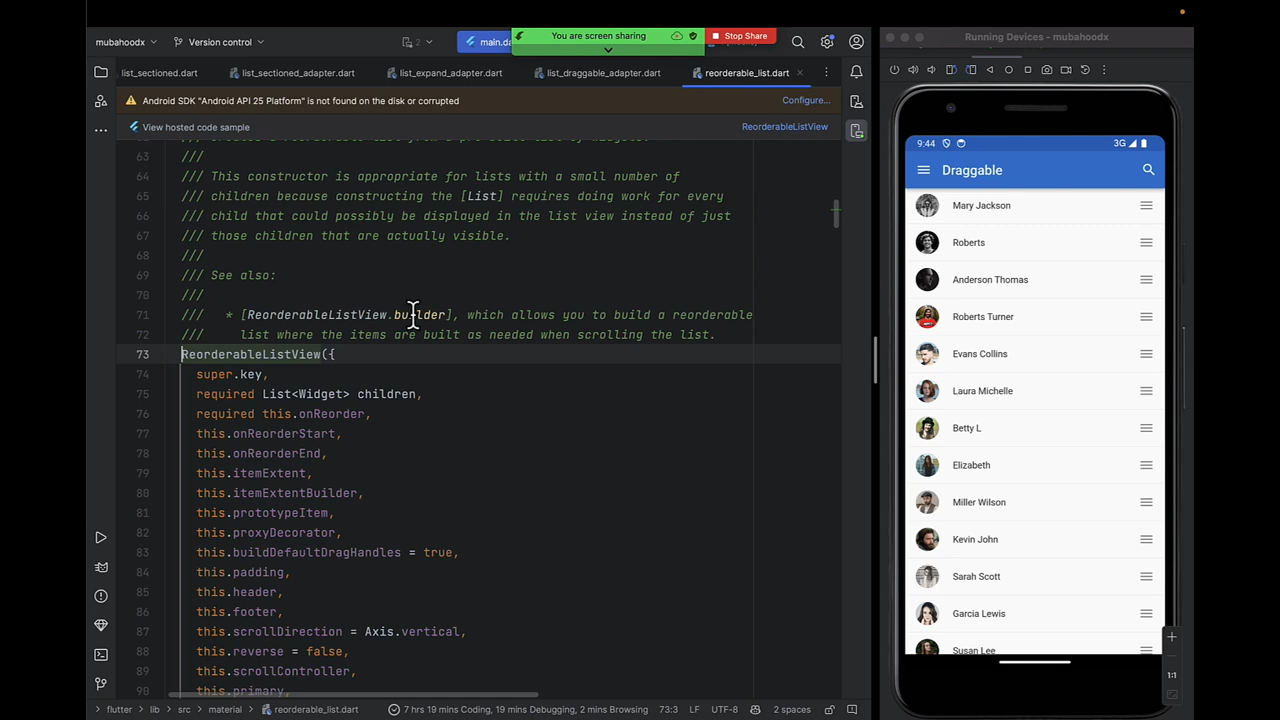 mubahoodx
Version control
2
main.da
You are screen sharing
Stop Share
Running Devices - mubahoodx
list_sectioned.dart
list_sectioned_adapter.dart
list_expand_adapter.dart
list_draggable_adapter.dart
reorderable_list.dart
Android SDK "Android API 25 Platform" is not found on the disk or corrupted
Configure...
View hosted code sample
ReorderableListView
63
///
64
/// This constructor is appropriate for lists with a small number of
65
/// children because constructing the [List] requires doing work for every
66
/// child that could possibly be displayed in the list view instead of just
67
/// those children that are actually visible.
68
///
69
/// See also:
70
///
71
///   * [ReorderableListView.builder], which allows you to build a reorderable
72
///     list where the items are built as needed when scrolling the list.
73
ReorderableListView({
74
super.key,
75
required List<Widget> children,
76
required this.onReorder,
77
this.onReorderStart,
78
this.onReorderEnd,
79
this.itemExtent,
80
this.itemExtentBuilder,
81
this.prototypeItem,
82
this.proxyDecorator,
83
this.buildDefaultDragHandles = true,
84
this.padding,
85
this.header,
86
this.footer,
87
this.scrollDirection = Axis.vertical,
88
this.reverse = false,
89
this.scrollController,
90
this.primary,
flutter > lib > src > material > reorderable_list.dart
7 hrs 19 mins Coding, 19 mins Debugging, 2 mins Browsing
73:3
LF
UTF-8
2 spaces
9:44
3G
Draggable
Mary Jackson
Roberts
Anderson Thomas
Roberts Turner
Evans Collins
Laura Michelle
Betty L
Elizabeth
Miller Wilson
Kevin John
Sarah Scott
Garcia Lewis
Susan Lee
1:1